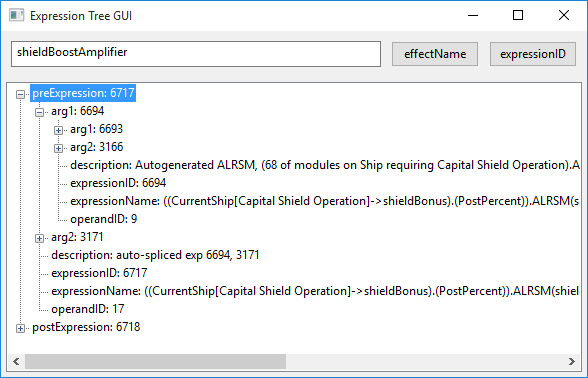 Expression Tree GUI
shieldBoostAmplifier
effectName
expressionID
preExpression: 6717
arg1: 6694
arg1: 6693
arg2: 3166
description: Autogenerated ALRSM, (68 of modules on Ship requiring Capital Shield Operation).A
expressionID: 6694
expressionName: ((CurrentShip[Capital Shield Operation]->shieldBonus).(PostPercent)).ALRSM(s
operandID: 9
arg2: 3171
description: auto-spliced exp 6694, 3171
expressionID: 6717
expressionName: ((CurrentShip[Capital Shield Operation]->shieldBonus).(PostPercent)).ALRSM(shiel
operandID: 17
postExpression: 6718